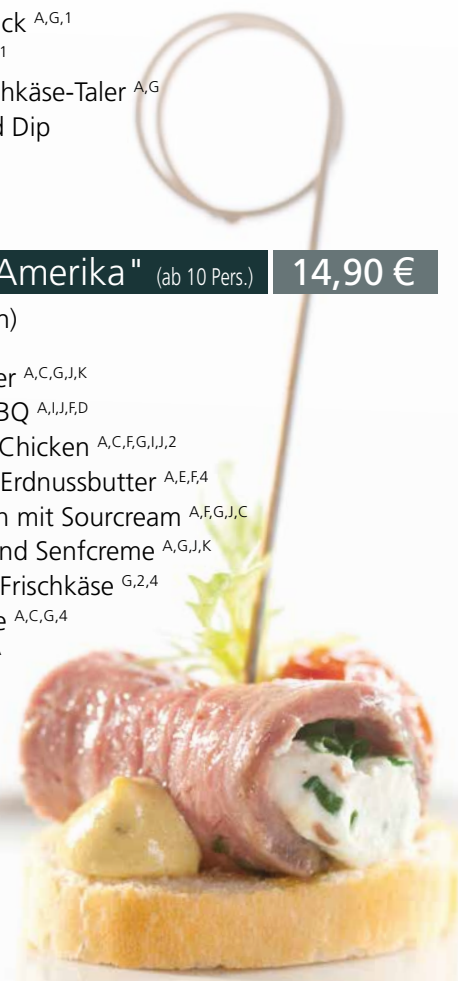 ck A,G,1
1
hkäse-Taler A,G
d Dip
Amerika" (ab 10 Pers.) 14,90 €
n)
er A,C,G,J,K
BQ A,I,J,F,D
Chicken A,C,F,G,I,J,2
Erdnussbutter A,E,F,4
n mit Sourcream A,F,G,J,C
nd Senfcreme A,G,J,K
Frischkäse G,2,4
e A,C,G,4